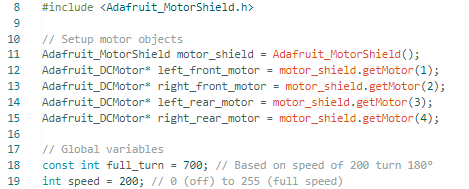 8 #include <Adafruit_MotorShield.h>
9
10 // Setup motor objects
11 Adafruit_MotorShield motor_shield = Adafruit_MotorShield();
12 Adafruit_DCMotor* left_front_motor = motor_shield.getMotor(1);
13 Adafruit_DCMotor* right_front_motor = motor_shield.getMotor(2);
14 Adafruit_DCMotor* left_rear_motor = motor_shield.getMotor(3);
15 Adafruit_DCMotor* right_rear_motor = motor_shield.getMotor(4);
16
17 // Global variables
18 const int full_turn = 700; // Based on speed of 200 turn 180°
19 int speed = 200; // 0 (off) to 255 (full speed)